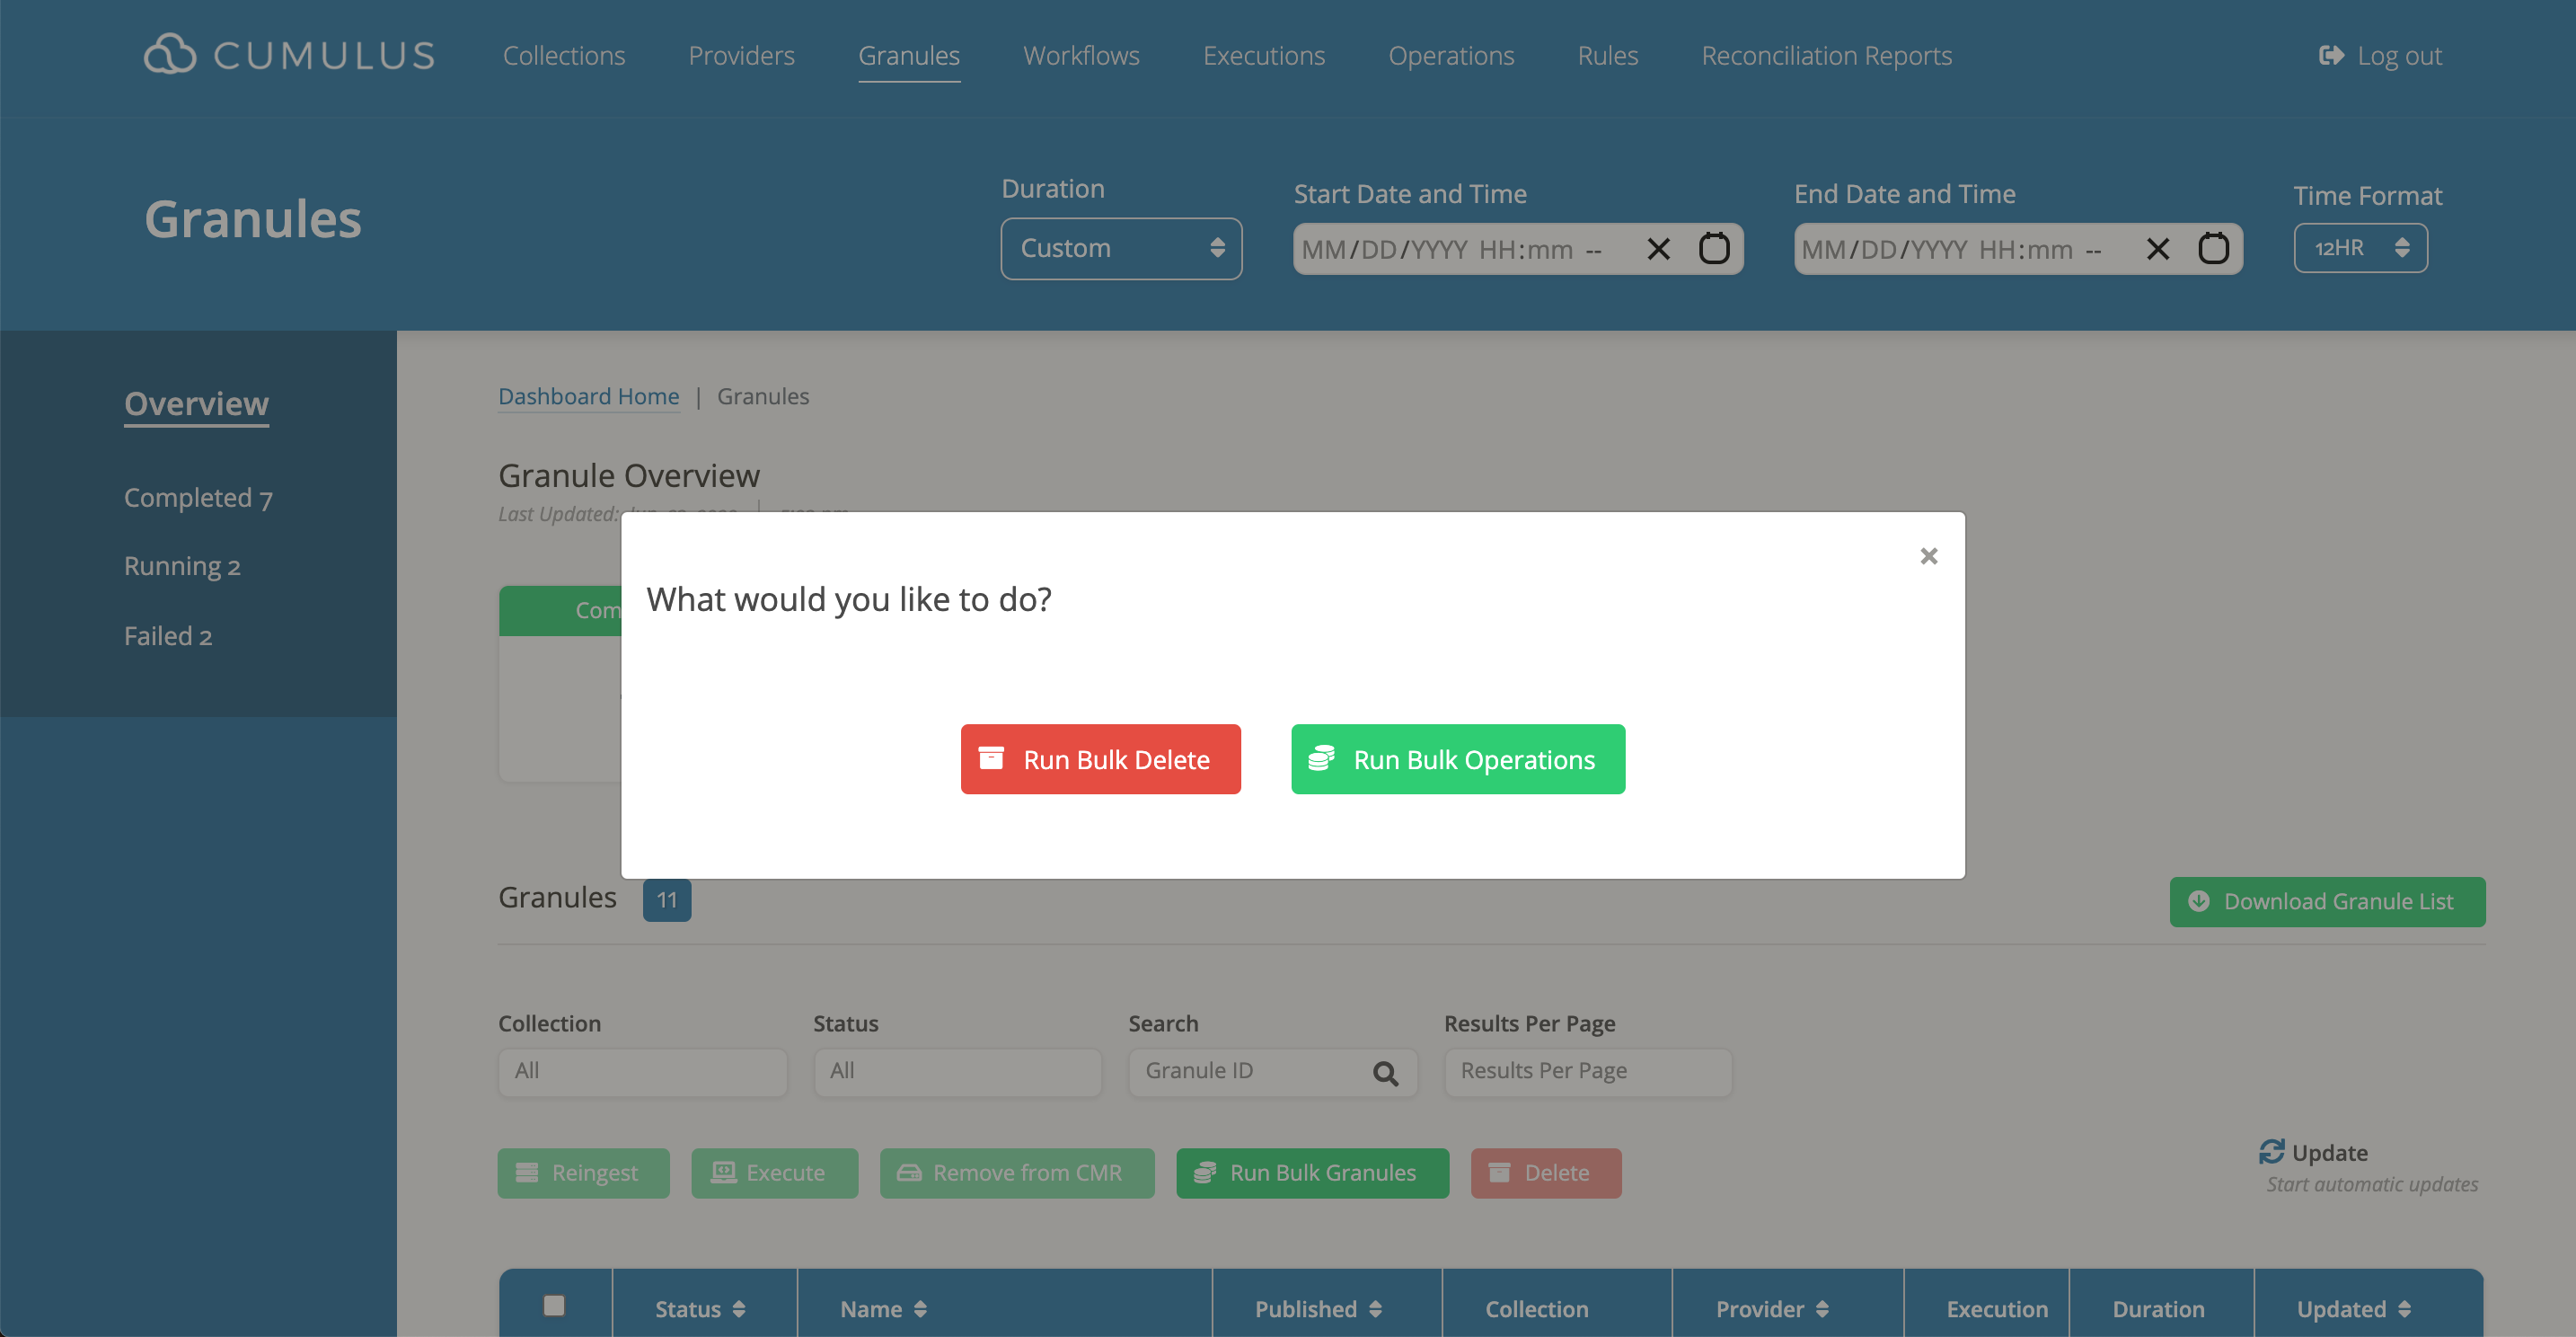 CUMULUS
Collections Providers Granules Workflows Executions Operations Rules Reconciliation Reports Log out
Granules
Duration Start Date and Time End Date and Time Time Format
Custom MM/DD/YYYY HH:mm -- MM/DD/YYYY HH:mm -- 12HR
Overview
Completed 7
Running 2
Failed 2
Dashboard Home | Granules
Granule Overview
Last Updated:
Com
What would you like to do?
×
Run Bulk Delete Run Bulk Operations
Granules 11 Download Granule List
Collection Status Search Results Per Page
All All Granule ID Results Per Page
Reingest Execute Remove from CMR Run Bulk Granules Delete
Update
Start automatic updates
Status Name Published Collection Provider Execution Duration Updated